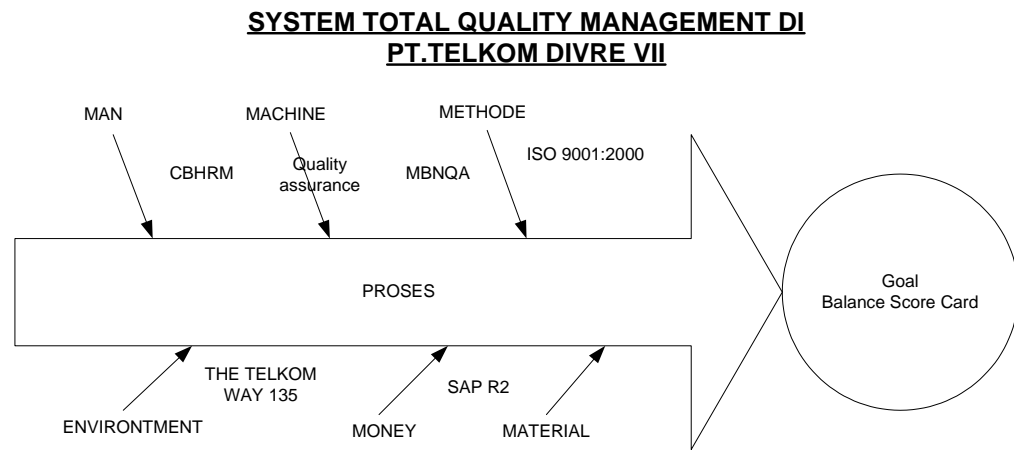 SYSTEM TOTAL QUALITY MANAGEMENT DI
PT.TELKOM DIVRE VII
MAN
MACHINE
METHODE
CBHRM
Quality
assurance
MBNQA
ISO 9001:2000
PROSES
Goal
Balance Score Card
THE TELKOM
WAY 135
SAP R2
ENVIRONTMENT
MONEY
MATERIAL